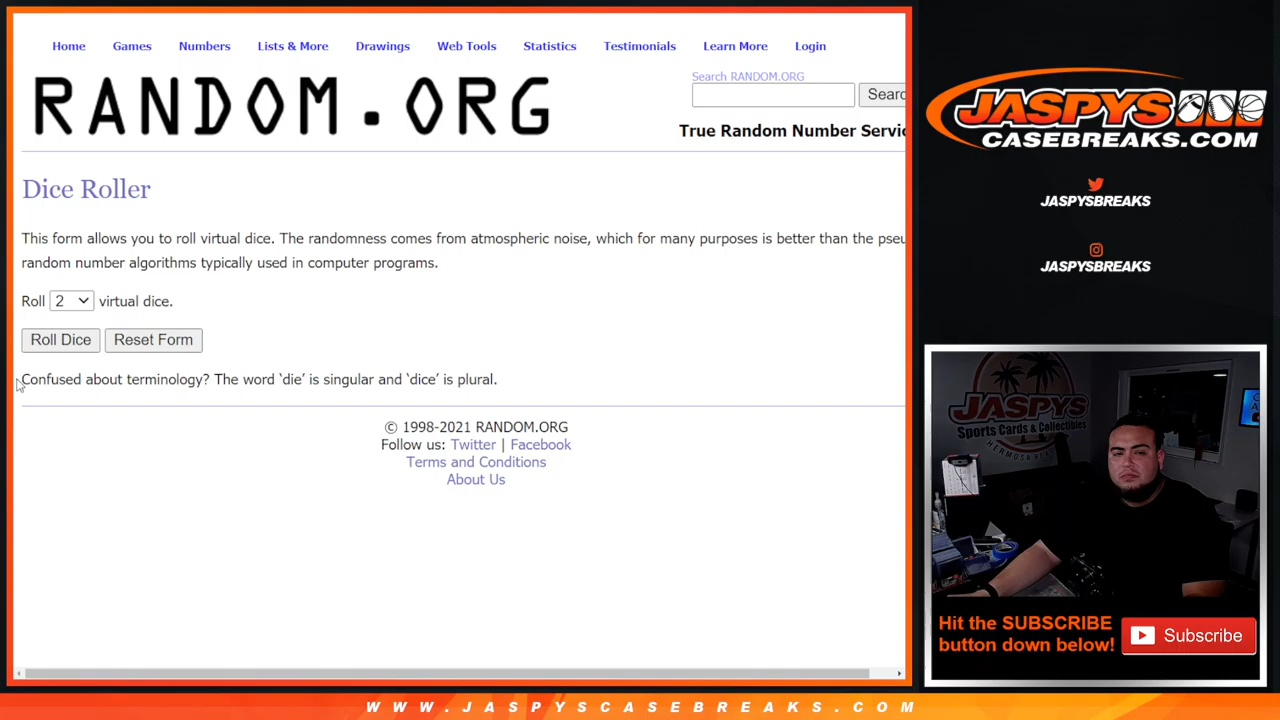 Home Games Numbers Lists & More Drawings Web Tools Statistics Testimonials Learn More Login
RANDOM.ORG
Search RANDOM.ORG
Searc
True Random Number Servic
Dice Roller
This form allows you to roll virtual dice. The randomness comes from atmospheric noise, which for many purposes is better than the pseu
random number algorithms typically used in computer programs.
Roll 2 virtual dice.
Roll Dice Reset Form
Confused about terminology? The word ‘die’ is singular and ‘dice’ is plural.
© 1998-2021 RANDOM.ORG
Follow us: Twitter | Facebook
Terms and Conditions
About Us
JASPYS
CASEBREAKS.COM
JASPYSBREAKS
JASPYSBREAKS
JASPYS
Sports Cards & Collectibles
HERMOSA BEACH
Hit the SUBSCRIBE
button down below!
Subscribe
WWW.JASPYSCASEBREAKS.COM